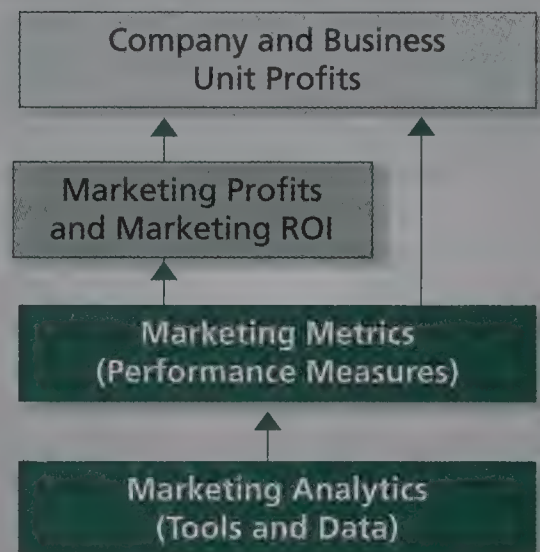 Company and Business
Unit Profits
Marketing Profits
and Marketing ROI
Marketing Metrics
(Performance Measures)
Marketing Analytics
(Tools and Data)